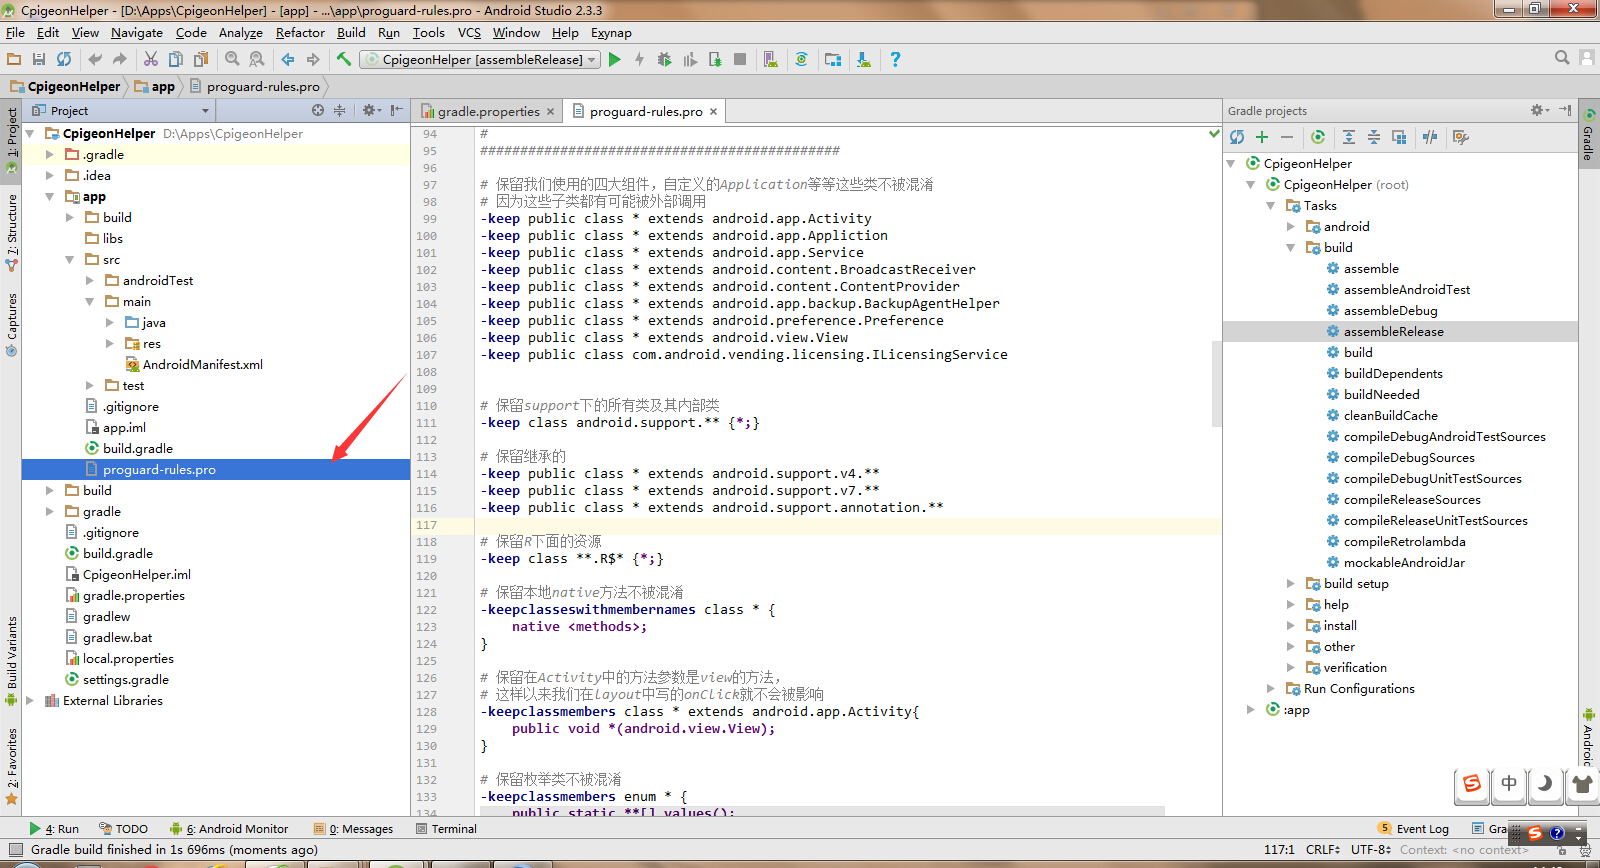 CpigeonHelper - [D:\Apps\CpigeonHelper] - [app] - ...\app\proguard-rules.pro - Android Studio 2.3.3
File Edit View Navigate Code Analyze Refactor Build Run Tools VCS Window Help Exynap
CpigeonHelper [assembleRelease]
CpigeonHelper app proguard-rules.pro
1: Project
7: Structure
Captures
Build Variants
2: Favorites
Project
CpigeonHelper D:\Apps\CpigeonHelper
.gradle
.idea
app
build
libs
src
androidTest
main
java
res
AndroidManifest.xml
test
.gitignore
app.iml
build.gradle
proguard-rules.pro
build
gradle
.gitignore
build.gradle
CpigeonHelper.iml
gradle.properties
gradlew
gradlew.bat
local.properties
settings.gradle
External Libraries
gradle.properties proguard-rules.pro
94 #
95 #############################################
96
97 # 保留我们使用的四大组件，自定义的Application等等这些类不被混淆
98 # 因为这些子类都有可能被外部调用
99 -keep public class * extends android.app.Activity
100 -keep public class * extends android.app.Appliction
101 -keep public class * extends android.app.Service
102 -keep public class * extends android.content.BroadcastReceiver
103 -keep public class * extends android.content.ContentProvider
104 -keep public class * extends android.app.backup.BackupAgentHelper
105 -keep public class * extends android.preference.Preference
106 -keep public class * extends android.view.View
107 -keep public class com.android.vending.licensing.ILicensingService
108
109
110 # 保留support下的所有类及其内部类
111 -keep class android.support.** {*;}
112
113 # 保留继承的
114 -keep public class * extends android.support.v4.**
115 -keep public class * extends android.support.v7.**
116 -keep public class * extends android.support.annotation.**
117
118 # 保留R下面的资源
119 -keep class **.R$* {*;}
120
121 # 保留本地native方法不被混淆
122 -keepclasseswithmembernames class * {
123 native <methods>;
124 }
125
126 # 保留在Activity中的方法参数是view的方法，
127 # 这样以来我们在layout中写的onClick就不会被影响
128 -keepclassmembers class * extends android.app.Activity{
129 public void *(android.view.View);
130 }
131
132 # 保留枚举类不被混淆
133 -keepclassmembers enum * {
134 public static **[] values();
Gradle projects
CpigeonHelper
CpigeonHelper (root)
Tasks
android
build
assemble
assembleAndroidTest
assembleDebug
assembleRelease
build
buildDependents
buildNeeded
cleanBuildCache
compileDebugAndroidTestSources
compileDebugSources
compileDebugUnitTestSources
compileReleaseSources
compileReleaseUnitTestSources
compileRetrolambda
mockableAndroidJar
build setup
help
install
other
verification
Run Configurations
:app
Gradle
中
4: Run TODO 6: Android Monitor 0: Messages Terminal
5 Event Log
Gradle build finished in 1s 696ms (moments ago)
117:1 CRLF UTF-8 Context: <no context>